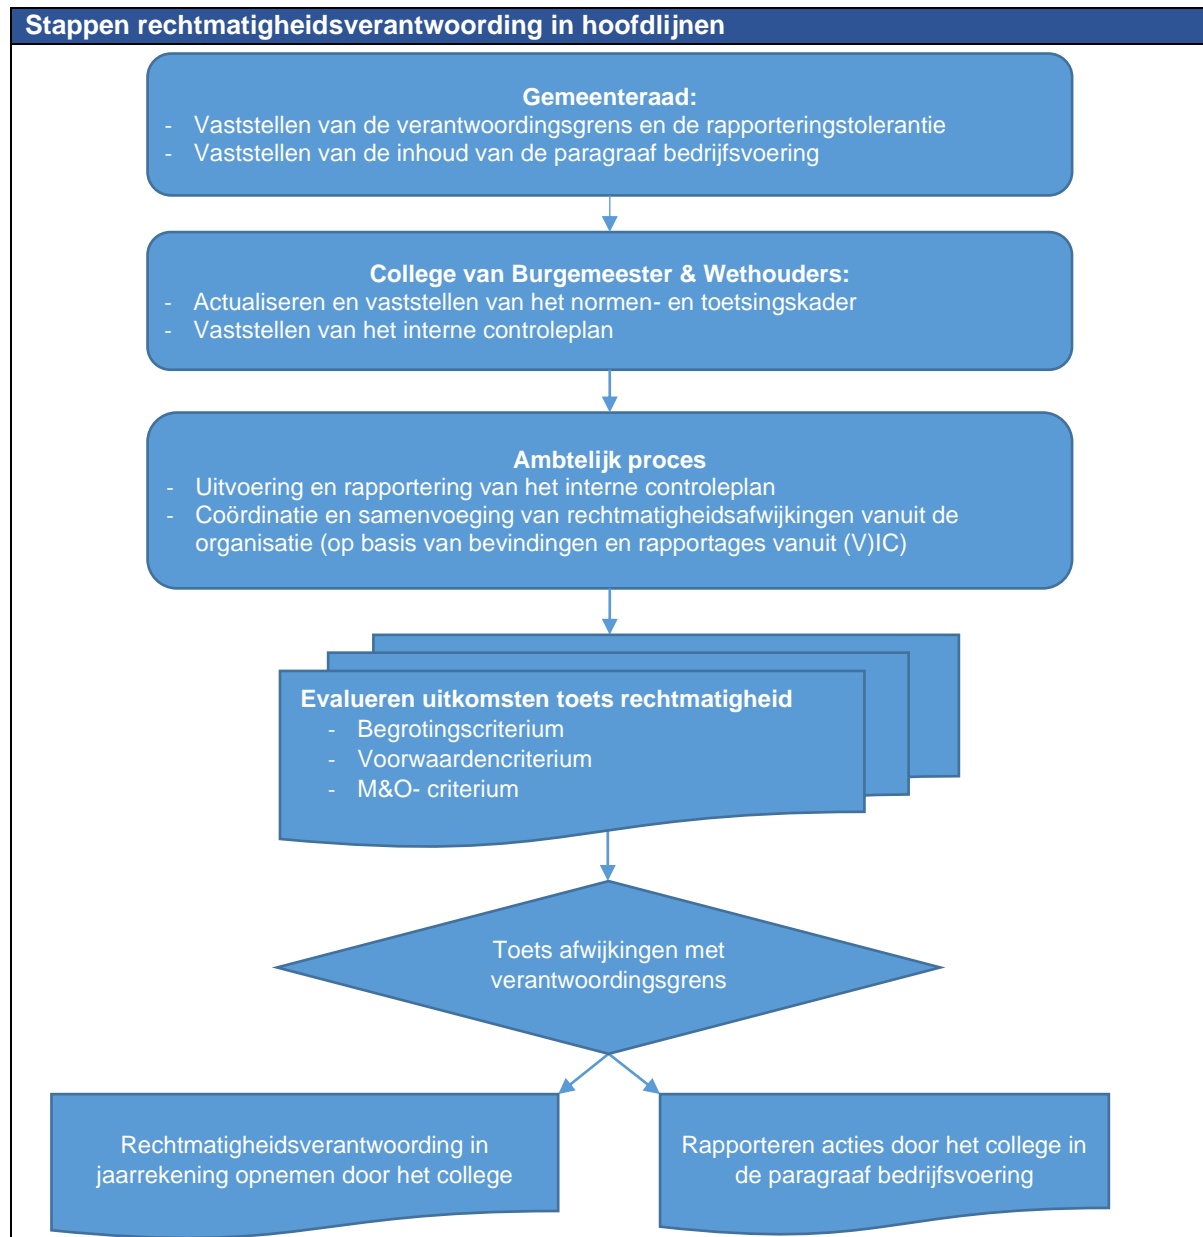 Stappen rechtmatigheidsverantwoording in hoofdlijnen
Gemeenteraad:
- Vaststellen van de verantwoordingsgrens en de rapporteringstolerantie
- Vaststellen van de inhoud van de paragraaf bedrijfsvoering
College van Burgemeester & Wethouders:
- Actualiseren en vaststellen van het normen- en toetsingskader
- Vaststellen van het interne controleplan
Ambtelijk proces
- Uitvoering en rapportering van het interne controleplan
- Coördinatie en samenvoeging van rechtmatigheidsafwijkingen vanuit de
organisatie (op basis van bevindingen en rapportages vanuit (V)IC)
Evalueren uitkomsten toets rechtmatigheid
- Begrotingscriterium
- Voorwaardencriterium
- M&O- criterium
Toets afwijkingen met
verantwoordingsgrens
Rechtmatigheidsverantwoording in
jaarrekening opnemen door het college
Rapporteren acties door het college in
de paragraaf bedrijfsvoering